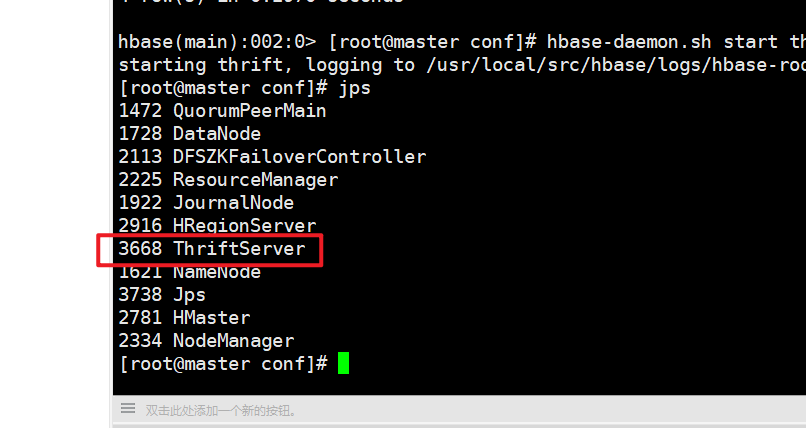 hbase(main):002:0> [root@master conf]# hbase-daemon.sh start th
starting thrift, logging to /usr/local/src/hbase/logs/hbase-roo
[root@master conf]# jps
1472 QuorumPeerMain
1728 DataNode
2113 DFSZKFailoverController
2225 ResourceManager
1922 JournalNode
2916 HRegionServer
3668 ThriftServer
1621 NameNode
3738 Jps
2781 HMaster
2334 NodeManager
[root@master conf]#
双击此处添加一个新的按钮。